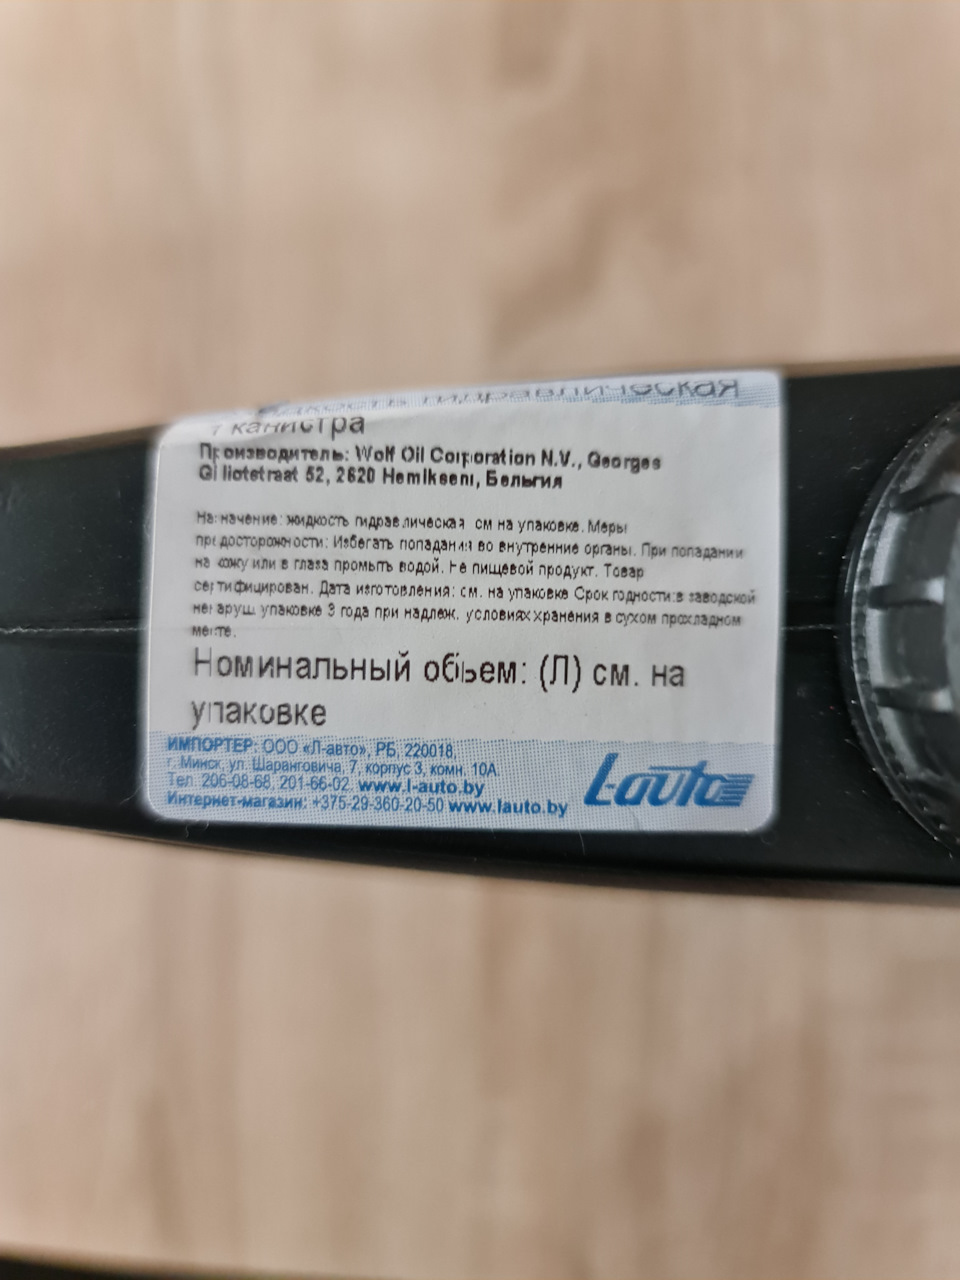 гидравлическая
канистра
Производитель: Wolf Oil Corporation N.V., Georges
Gilliotstraat 52, 2620 Hemiksem, Бельгия
Назначение: жидкость гидравлическая см на упаковке. Меры
предосторожности: Избегать попадания во внутренние органы. При попадании
на кожу или в глаза промыть водой. Не пищевой продукт. Товар
сертифицирован. Дата изготовления: см. на упаковке Срок годности:в заводской
ненаруш. упаковке 3 года при надлеж. условиях хранения в сухом прохладном
месте.
Номинальный объем: (Л) см. на
упаковке
ИМПОРТЕР: ООО «Л-авто», РБ, 220018,
г. Минск, ул. Шаранговича, 7, корпус 3, комн. 10А.
Тел. 206-08-68, 201-66-02. www.l-auto.by
Интернет-магазин: +375-29-360-20-50 www.lauto.by
L-auto